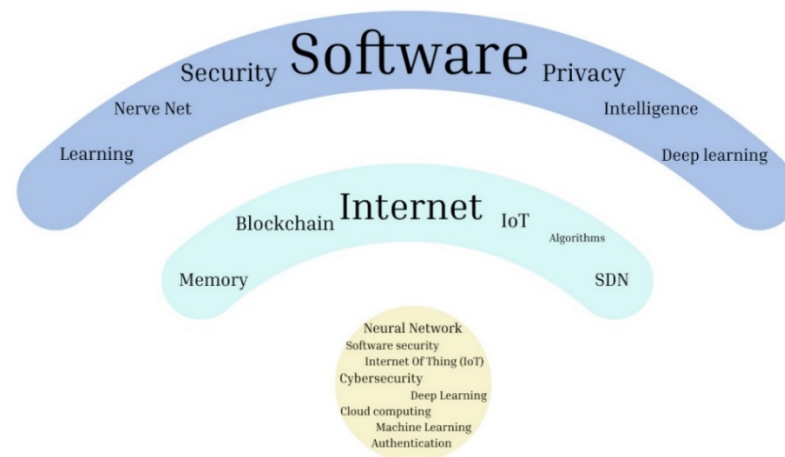 Software
Security
Privacy
Nerve Net
Intelligence
Learning
Deep learning
Internet
Blockchain
IoT
Algorithms
Memory
SDN
Neural Network
Software security
Internet Of Thing (IoT)
Cybersecurity
Deep Learning
Cloud computing
Machine Learning
Authentication